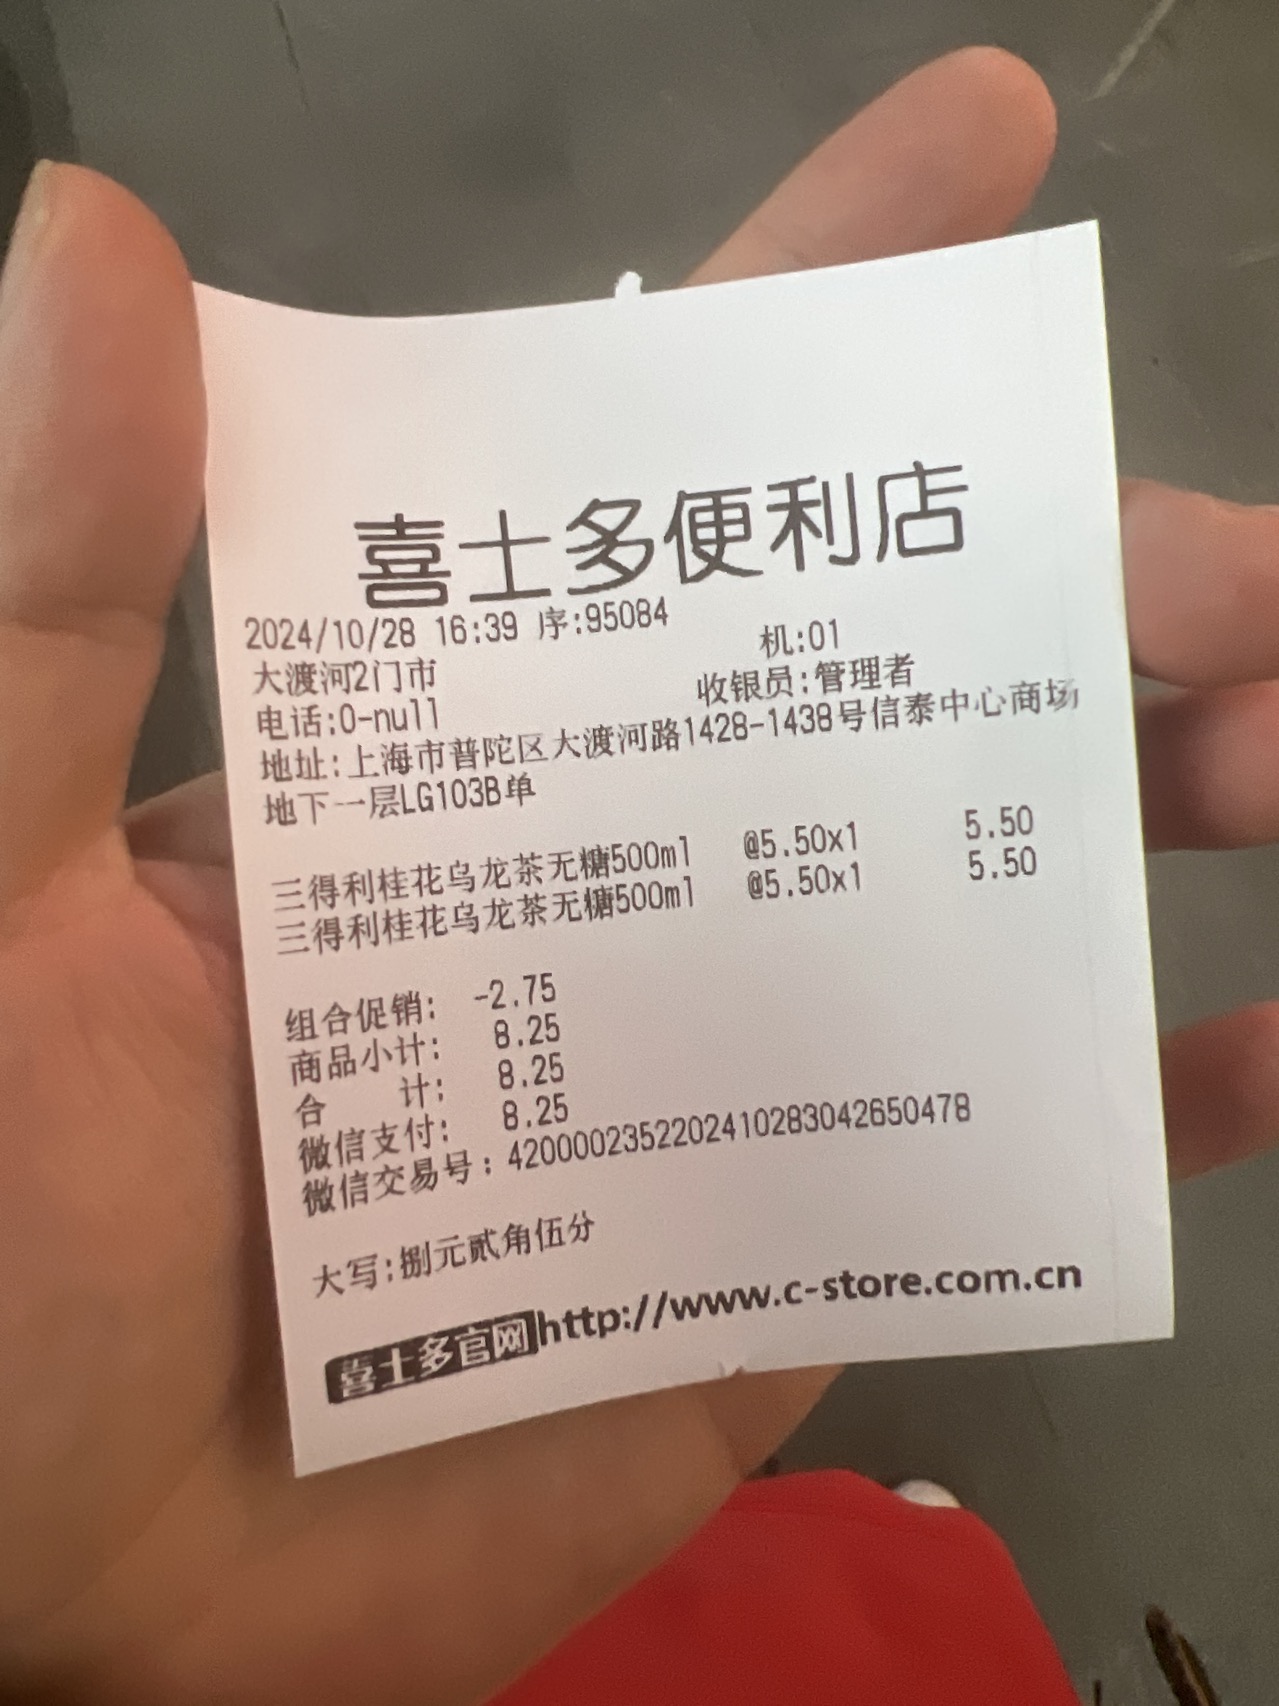 喜士多便利店
2024/10/28 16:39 序:95084 机:01
大渡河2门市 收银员:管理者
电话:0-null
地址:上海市普陀区大渡河路1428-1438号信泰中心商场
地下一层LG103B单
三得利桂花乌龙茶无糖500ml @5.50x1 5.50
三得利桂花乌龙茶无糖500ml @5.50x1 5.50
组合促销: -2.75
商品小计: 8.25
合 计: 8.25
微信支付: 8.25
微信交易号: 4200002352202410283042650478
大写:捌元贰角伍分
喜士多官网http://www.c-store.com.cn